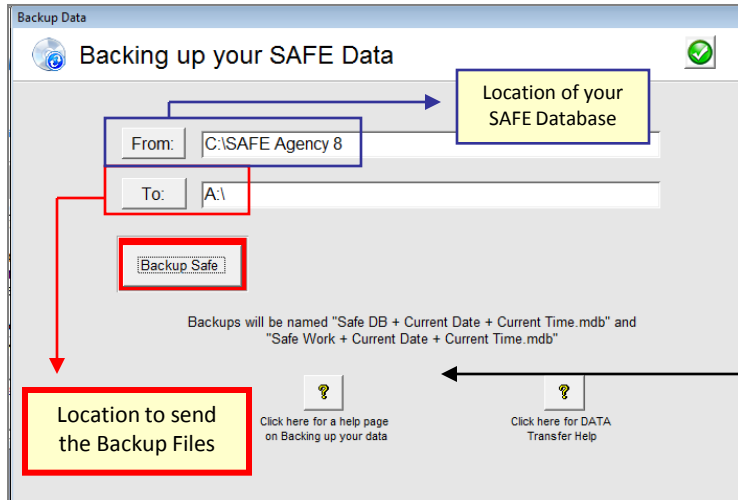 Backup Data
Backing up your SAFE Data
Location of your
SAFE Database
From:
C:\SAFE Agency 8
To:
A:\
Backup Safe
Backups will be named "Safe DB + Current Date + Current Time.mdb" and
"Safe Work + Current Date + Current Time.mdb"
?
?
Location to send
the Backup Files
Click here for a help page
on Backing up your data
Click here for DATA
Transfer Help